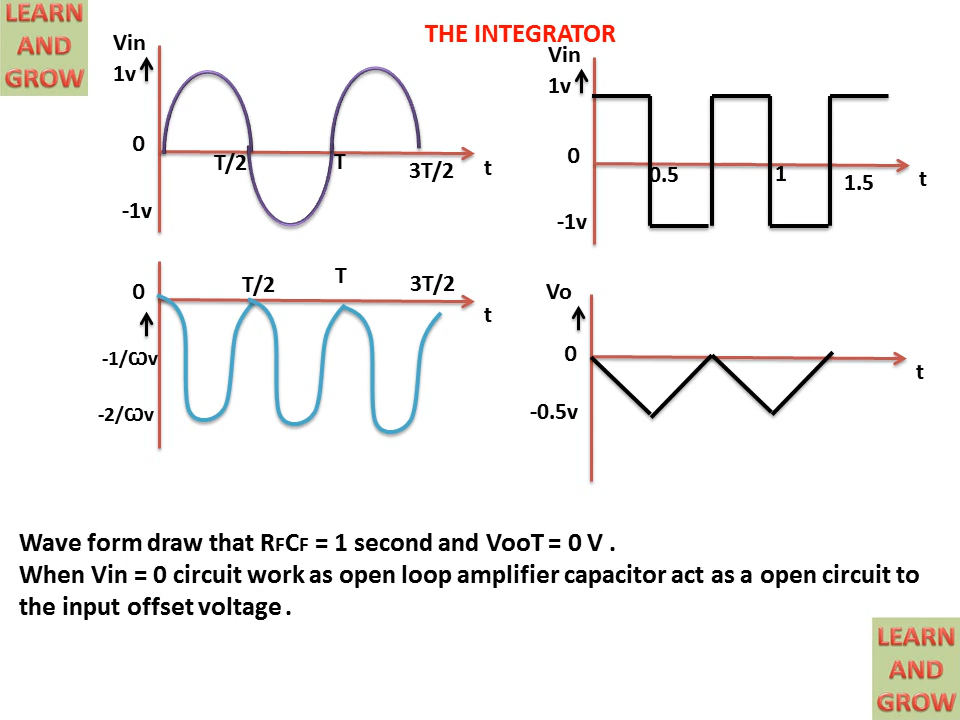 LEARN
AND
GROW
THE INTEGRATOR
Vin
1v
0
-1v
T/2
T
3T/2
t
Vin
1v
0
-1v
0.5
1
1.5
t
0
-1/ѡv
-2/ѡv
T/2
T
3T/2
t
Vo
0
-0.5v
t
Wave form draw that RFCF = 1 second and VooT = 0 V .
When Vin = 0 circuit work as open loop amplifier capacitor act as a open circuit to
the input offset voltage .
LEARN
AND
GROW